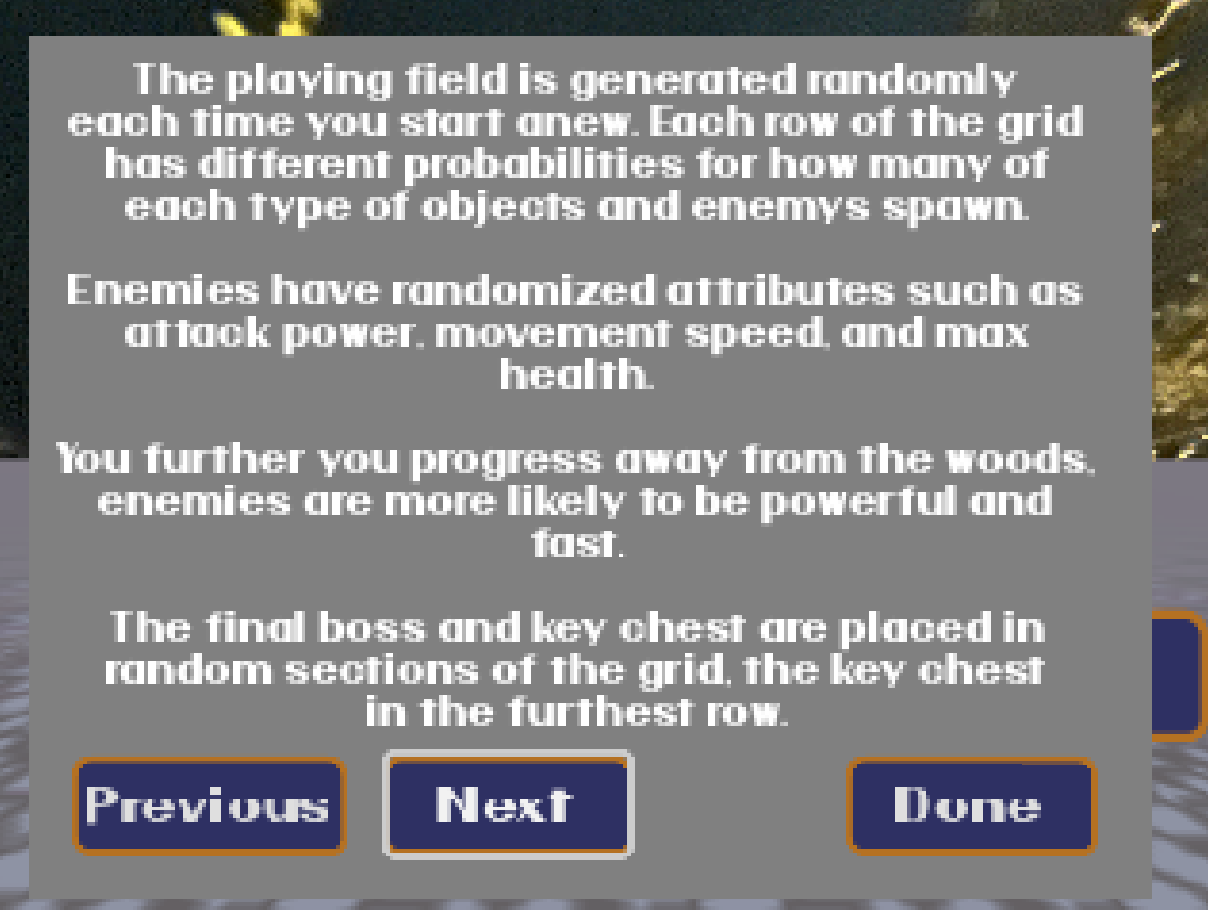 The playing field is generated randomly
each time you start anew. Each row of the grid
has different probabilities for how many of
each type of objects and enemys spawn.
Enemies have randomized attributes such as
attack power, movement speed, and max
health.
You further you progress away from the woods,
enemies are more likely to be powerful and
fast.
The final boss and key chest are placed in
random sections of the grid, the key chest
in the furthest row.
Previous
Next
Done